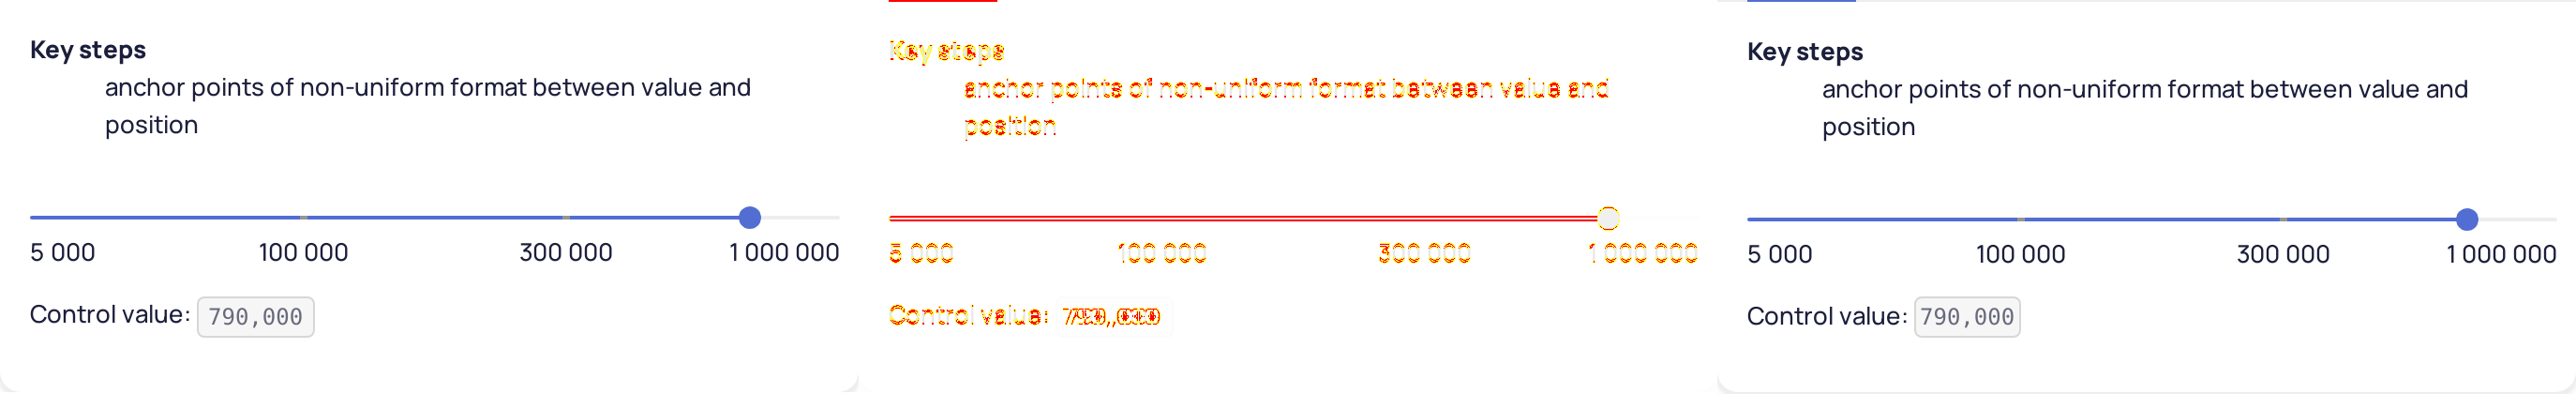 Key steps
anchor points of non-uniform format between value and
position
5 000 100 000 300 000 1 000 000
Control value: 790,000
Key steps
anchor points of non-uniform format between value and
position
5 000 100 000 300 000 1 000 000
Control value: 790,000
Key steps
anchor points of non-uniform format between value and
position
5 000 100 000 300 000 1 000 000
Control value: 790,000